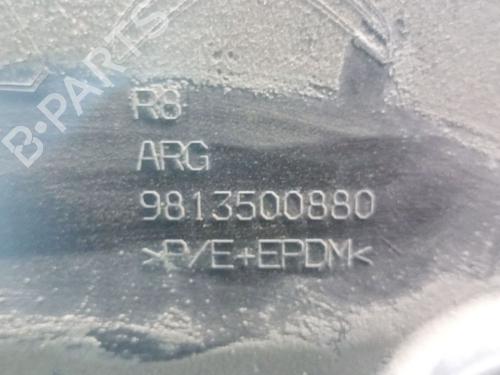 B-PARTS
R8
ARG
9813500880
>P/E+EPDM<